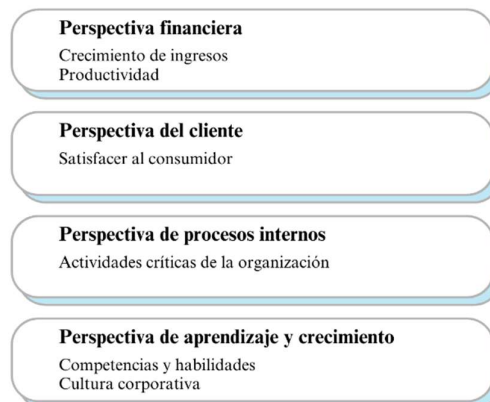 Perspectiva financiera
Crecimiento de ingresos
Productividad
Perspectiva del cliente
Satisfacer al consumidor
Perspectiva de procesos internos
Actividades críticas de la organización
Perspectiva de aprendizaje y crecimiento
Competencias y habilidades
Cultura corporativa